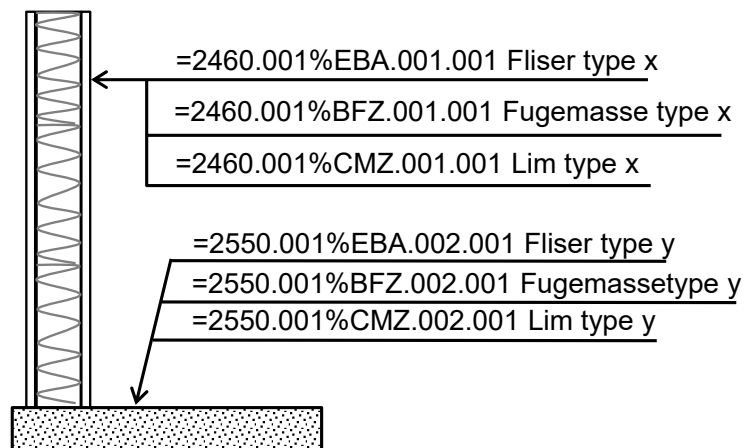 =2460.001%EBA.001.001 Fliser type x
=2460.001%BFZ.001.001 Fugemasse type x
=2460.001%CMZ.001.001 Lim type x
=2550.001%EBA.002.001 Fliser type y
=2550.001%BFZ.002.001 Fugemassetype y
=2550.001%CMZ.002.001 Lim type y